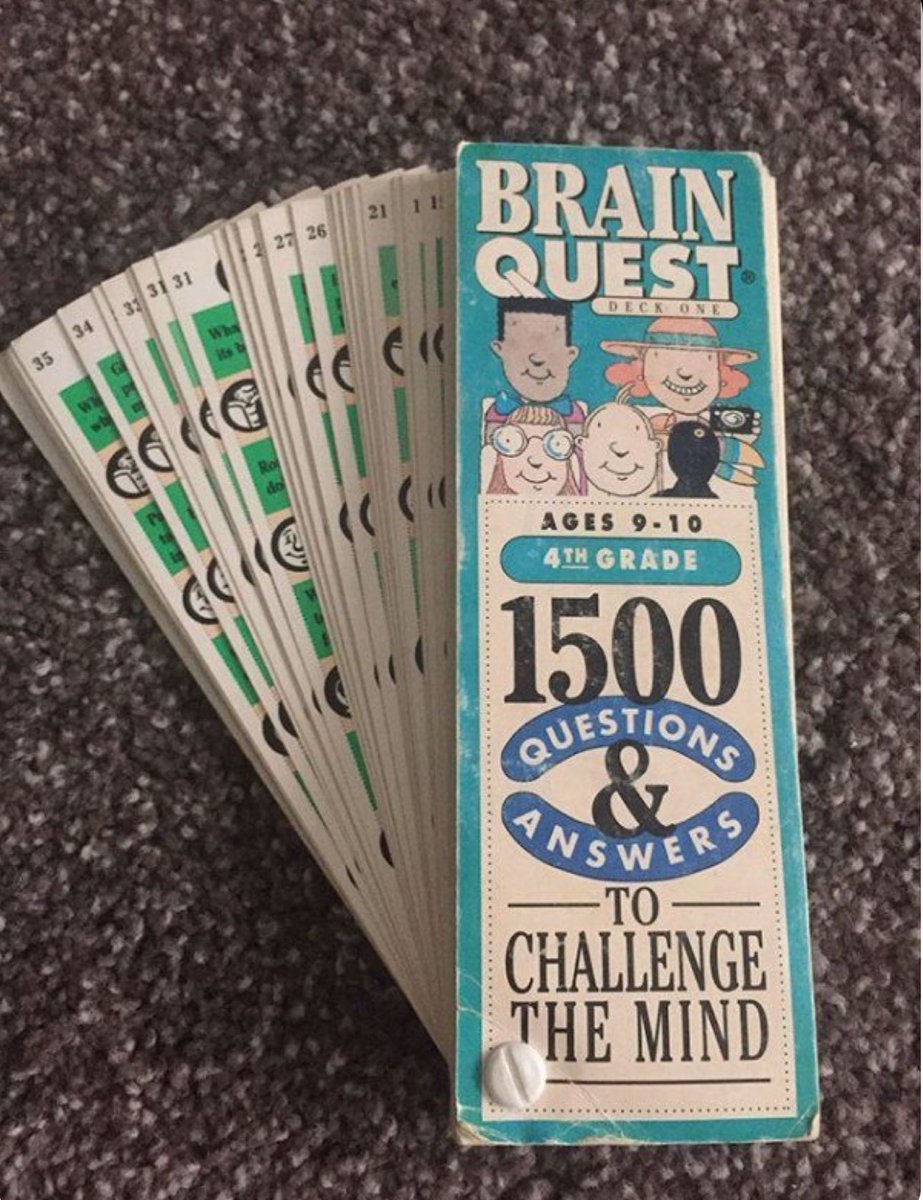 BRAIN
QUEST®
DECK ONE
AGES 9-10
4TH GRADE
1500
QUESTIONS
&
ANSWERS
TO
CHALLENGE
THE MIND
35
34
31
31
27
26
21